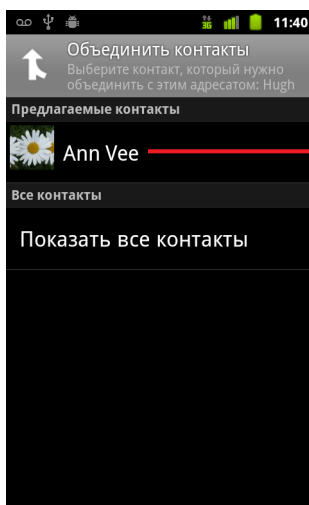 3G 11:40
Объединить контакты
Выберите контакт, который нужно
объединить с этим адресатом: Hugh
Предлагаемые контакты
Ann Vee
Все контакты
Показать все контакты